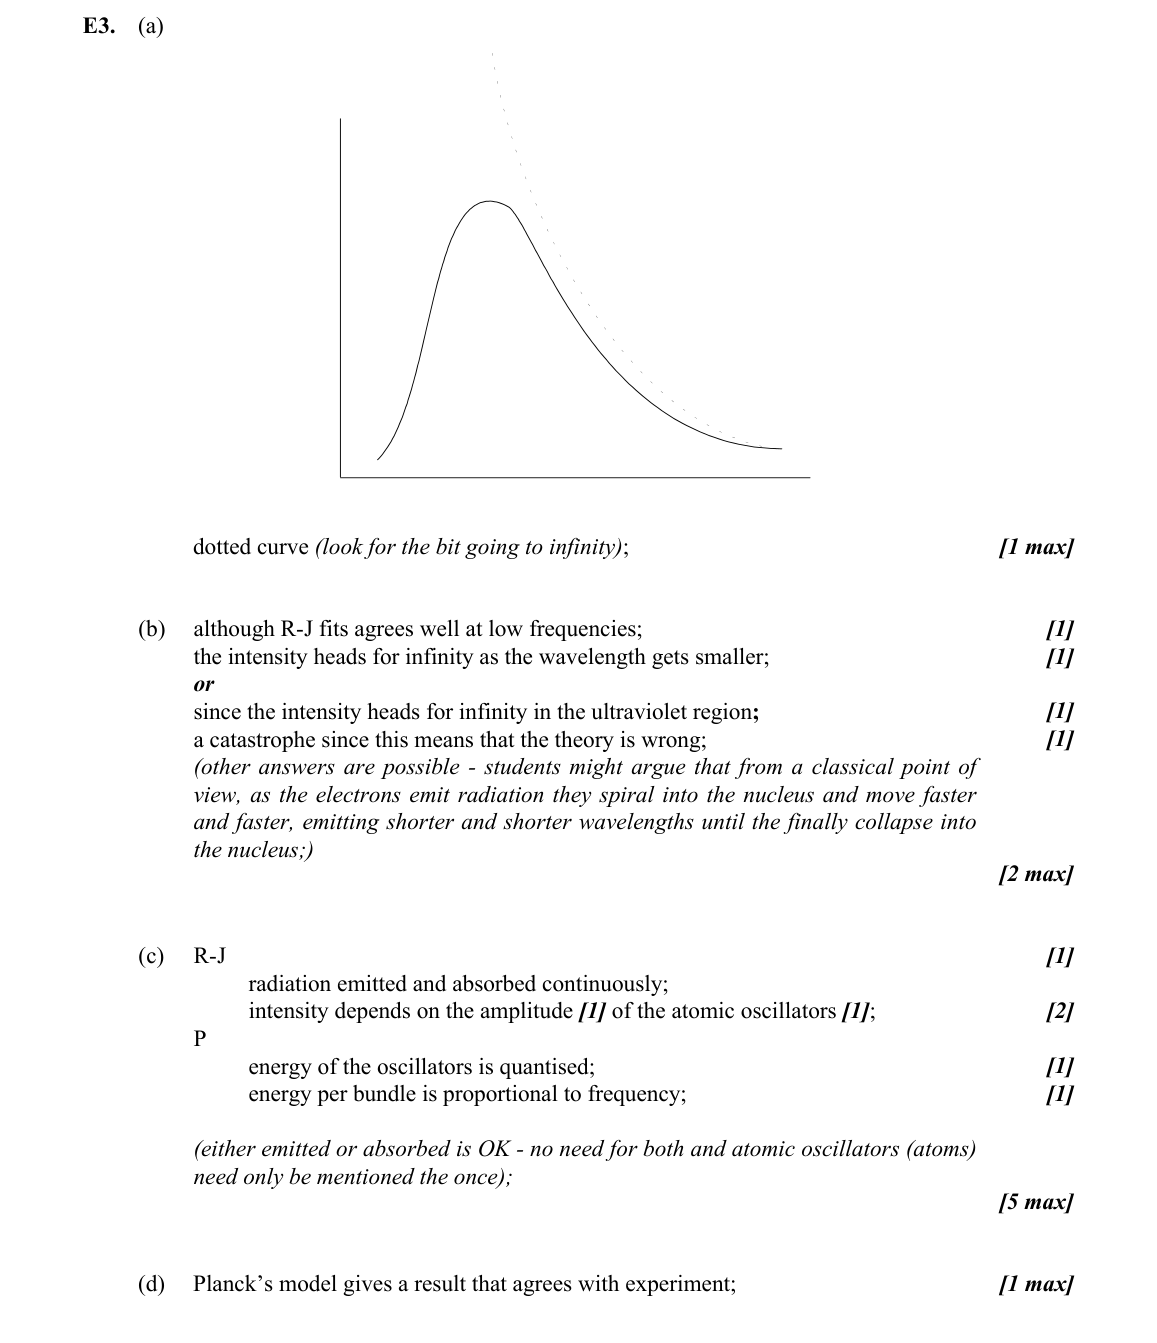 E3. (a)
dotted curve (look for the bit going to infinity); [1 max]
(b) although R-J fits agrees well at low frequencies; [1]
the intensity heads for infinity as the wavelength gets smaller; [1]
or
since the intensity heads for infinity in the ultraviolet region; [1]
a catastrophe since this means that the theory is wrong; [1]
(other answers are possible - students might argue that from a classical point of
view, as the electrons emit radiation they spiral into the nucleus and move faster
and faster, emitting shorter and shorter wavelengths until the finally collapse into
the nucleus;)
[2 max]
(c) R-J [1]
radiation emitted and absorbed continuously;
intensity depends on the amplitude [1] of the atomic oscillators [1]; [2]
P
energy of the oscillators is quantised; [1]
energy per bundle is proportional to frequency; [1]
(either emitted or absorbed is OK - no need for both and atomic oscillators (atoms)
need only be mentioned the once);
[5 max]
(d) Planck’s model gives a result that agrees with experiment; [1 max]